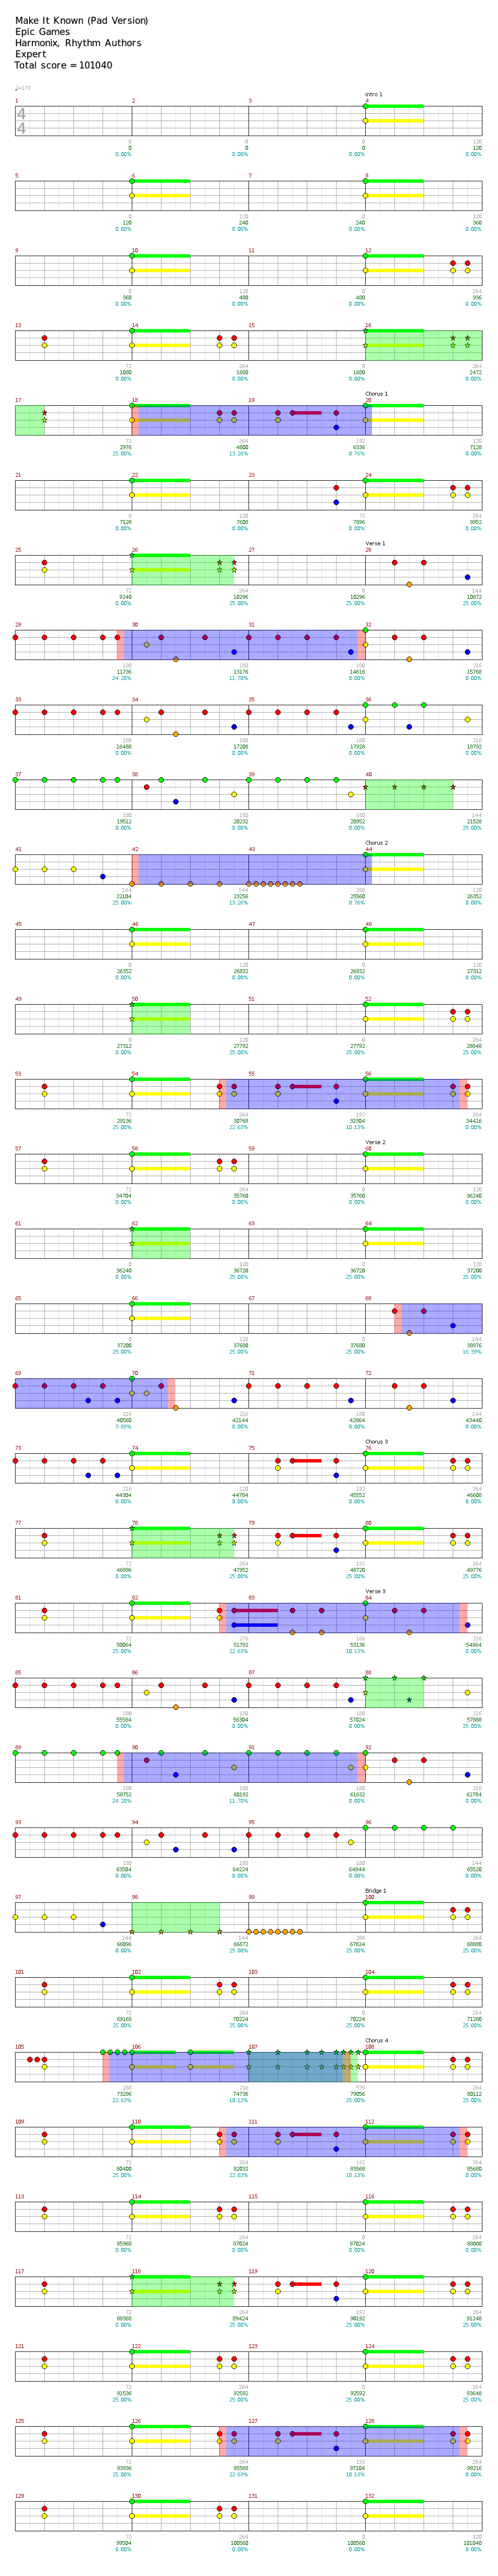 Make It Known (Pad Version)
Epic Games
Harmonix, Rhythm Authors
Expert
Total score = 101040
♩=179
Intro 1
1 2 3 4
4
4
0 0 0 120
0 0 0 120
0.00% 0.00% 0.00% 0.00%
5 6 7 8
0 120 0 120
120 240 240 360
0.00% 0.00% 0.00% 0.00%
9 10 11 12
0 120 0 264
360 480 480 936
0.00% 0.00% 0.00% 0.00%
13 14 15 16
72 264 0 264
1080 1680 1680 2472
0.00% 0.00% 0.00% 0.00%
Chorus 1
17 18 19 20
72 264 192 120
2976 4800 6336 7128
25.00% 13.26% 0.76% 0.00%
21 22 23 24
0 120 72 264
7128 7608 7896 8952
0.00% 0.00% 0.00% 0.00%
Verse 1
25 26 27 28
72 264 0 144
9240 10296 10296 10872
0.00% 25.00% 25.00% 25.00%
29 30 31 32
180 180 180 216
11736 13176 14616 15768
24.20% 11.70% 0.00% 0.00%
33 34 35 36
180 180 180 216
16488 17208 17928 18792
0.00% 0.00% 0.00% 0.00%
37 38 39 40
180 180 180 144
19512 20232 20952 21528
0.00% 0.00% 0.00% 25.00%
Chorus 2
41 42 43 44
144 144 288 120
22104 23256 25560 26352
25.00% 13.26% 0.76% 0.00%
45 46 47 48
0 120 0 120
26352 26832 26832 27312
0.00% 0.00% 0.00% 0.00%
49 50 51 52
0 120 0 264
27312 27792 27792 28848
0.00% 25.00% 25.00% 25.00%
53 54 55 56
72 264 192 264
29136 30768 32304 34416
25.00% 22.63% 10.13% 0.00%
Verse 2
57 58 59 60
72 264 0 120
34704 35760 35760 36240
0.00% 0.00% 0.00% 0.00%
61 62 63 64
0 120 0 120
36240 36720 36720 37200
0.00% 25.00% 25.00% 25.00%
65 66 67 68
0 120 0 144
37200 37680 37680 38976
25.00% 25.00% 25.00% 16.39%
69 70 71 72
216 216 180 144
40560 42144 42864 43440
3.89% 0.00% 0.00% 0.00%
Chorus 3
73 74 75 76
216 120 192 264
44304 44784 45552 46608
0.00% 0.00% 0.00% 0.00%
77 78 79 80
72 264 192 264
46896 47952 48720 49776
0.00% 25.00% 25.00% 25.00%
Verse 3
81 82 83 84
72 276 168 216
50064 51792 53136 54864
25.00% 22.63% 10.13% 0.00%
85 86 87 88
180 180 180 216
55584 56304 57024 57888
0.00% 0.00% 0.00% 25.00%
89 90 91 92
180 180 180 216
58752 60192 61632 62784
24.20% 11.70% 0.00% 0.00%
93 94 95 96
180 180 180 144
63504 64224 64944 65520
0.00% 0.00% 0.00% 0.00%
Bridge 1
97 98 99 100
144 144 288 264
66096 66672 67824 68880
0.00% 25.00% 25.00% 25.00%
101 102 103 104
72 264 0 264
69168 70224 70224 71280
25.00% 25.00% 25.00% 25.00%
Chorus 4
105 106 107 108
288 216 576 264
73296 74736 79056 80112
22.63% 10.13% 25.00% 25.00%
109 110 111 112
72 264 192 264
80400 82032 83568 85680
25.00% 22.63% 10.13% 0.00%
113 114 115 116
72 264 0 264
85968 87024 87024 88080
0.00% 0.00% 0.00% 0.00%
117 118 119 120
72 264 192 264
88368 89424 90192 91248
0.00% 25.00% 25.00% 25.00%
121 122 123 124
72 264 0 264
91536 92592 92592 93648
25.00% 25.00% 25.00% 25.00%
125 126 127 128
72 264 192 264
93936 95568 97104 99216
25.00% 22.63% 10.13% 0.00%
129 130 131 132
72 264 0 120
99504 100560 100560 101040
0.00% 0.00% 0.00% 0.00%